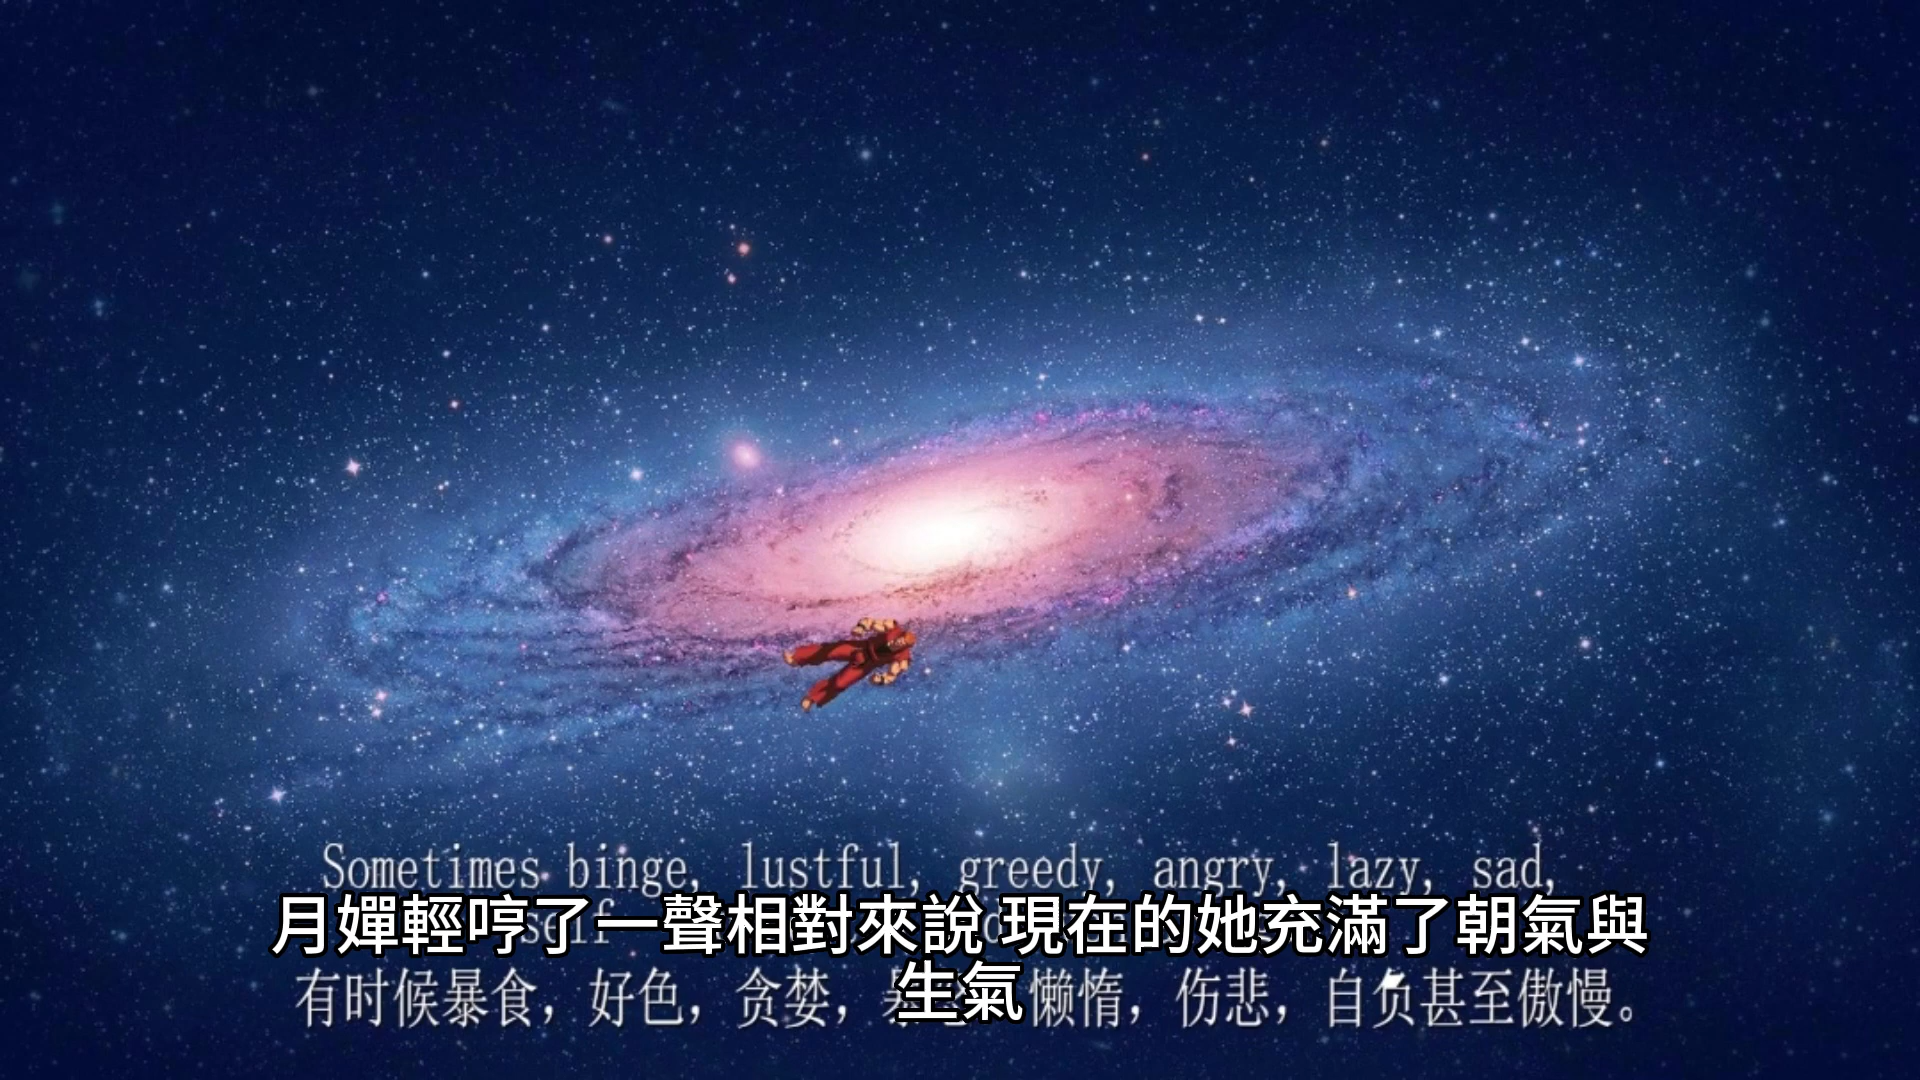 Sometimes binge, lustful, greedy, angry, lazy, sad,
self
月嬋輕哼了一聲相對來說 現在的她充滿了朝氣與
生氣
有时候暴食，好色，贪婪，懒惰，伤悲，自负甚至傲慢。